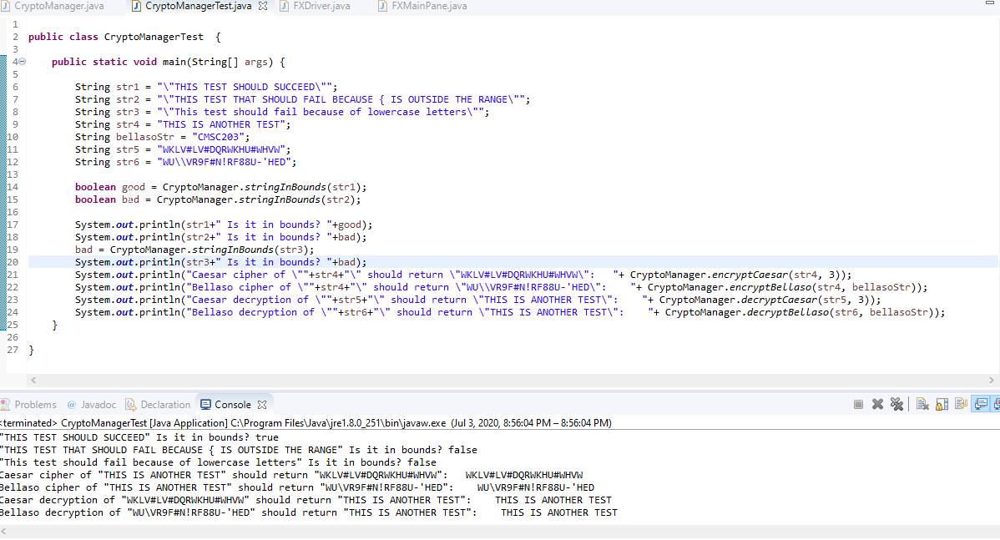 CryptoManager.java CryptoManagerTest.java FXDriver.java FXMainPane.java
1
2 public class CryptoManagerTest {
3
4 public static void main(String[] args) {
5
6 String str1 = "\"THIS TEST SHOULD SUCCEED\"";
7 String str2 = "\"THIS TEST THAT SHOULD FAIL BECAUSE { IS OUTSIDE THE RANGE\"";
8 String str3 = "\"This test should fail because of lowercase letters\"";
9 String str4 = "THIS IS ANOTHER TEST";
10 String bellasoStr = "CMSC203";
11 String str5 = "WKLV#LV#DQRWKHU#WHVW";
12 String str6 = "WU\\VR9F#N!RF88U-'HED";
13
14 boolean good = CryptoManager.stringInBounds(str1);
15 boolean bad = CryptoManager.stringInBounds(str2);
16
17 System.out.println(str1+" Is it in bounds? "+good);
18 System.out.println(str2+" Is it in bounds? "+bad);
19 bad = CryptoManager.stringInBounds(str3);
20 System.out.println(str3+" Is it in bounds? "+bad);
21 System.out.println("Caesar cipher of \""+str4+"\" should return \"WKLV#LV#DQRWKHU#WHVW\":   "+ CryptoManager.encryptCaesar(str4, 3));
22 System.out.println("Bellaso cipher of \""+str4+"\" should return \"WU\\VR9F#N!RF88U-'HED\":    "+ CryptoManager.encryptBellaso(str4, bellasoStr));
23 System.out.println("Caesar decryption of \""+str5+"\" should return \"THIS IS ANOTHER TEST\":    "+ CryptoManager.decryptCaesar(str5, 3));
24 System.out.println("Bellaso decryption of \""+str6+"\" should return \"THIS IS ANOTHER TEST\":    "+ CryptoManager.decryptBellaso(str6, bellasoStr));
25 }
26
27 }
Problems @ Javadoc Declaration Console
<terminated> CryptoManagerTest [Java Application] C:\Program Files\Java\jre1.8.0_251\bin\javaw.exe (Jul 3, 2020, 8:56:04 PM – 8:56:04 PM)
"THIS TEST SHOULD SUCCEED" Is it in bounds? true
"THIS TEST THAT SHOULD FAIL BECAUSE { IS OUTSIDE THE RANGE" Is it in bounds? false
"This test should fail because of lowercase letters" Is it in bounds? false
Caesar cipher of "THIS IS ANOTHER TEST" should return "WKLV#LV#DQRWKHU#WHVW":   WKLV#LV#DQRWKHU#WHVW
Bellaso cipher of "THIS IS ANOTHER TEST" should return "WU\VR9F#N!RF88U-'HED":    WU\VR9F#N!RF88U-'HED
Caesar decryption of "WKLV#LV#DQRWKHU#WHVW" should return "THIS IS ANOTHER TEST":    THIS IS ANOTHER TEST
Bellaso decryption of "WU\VR9F#N!RF88U-'HED" should return "THIS IS ANOTHER TEST":    THIS IS ANOTHER TEST